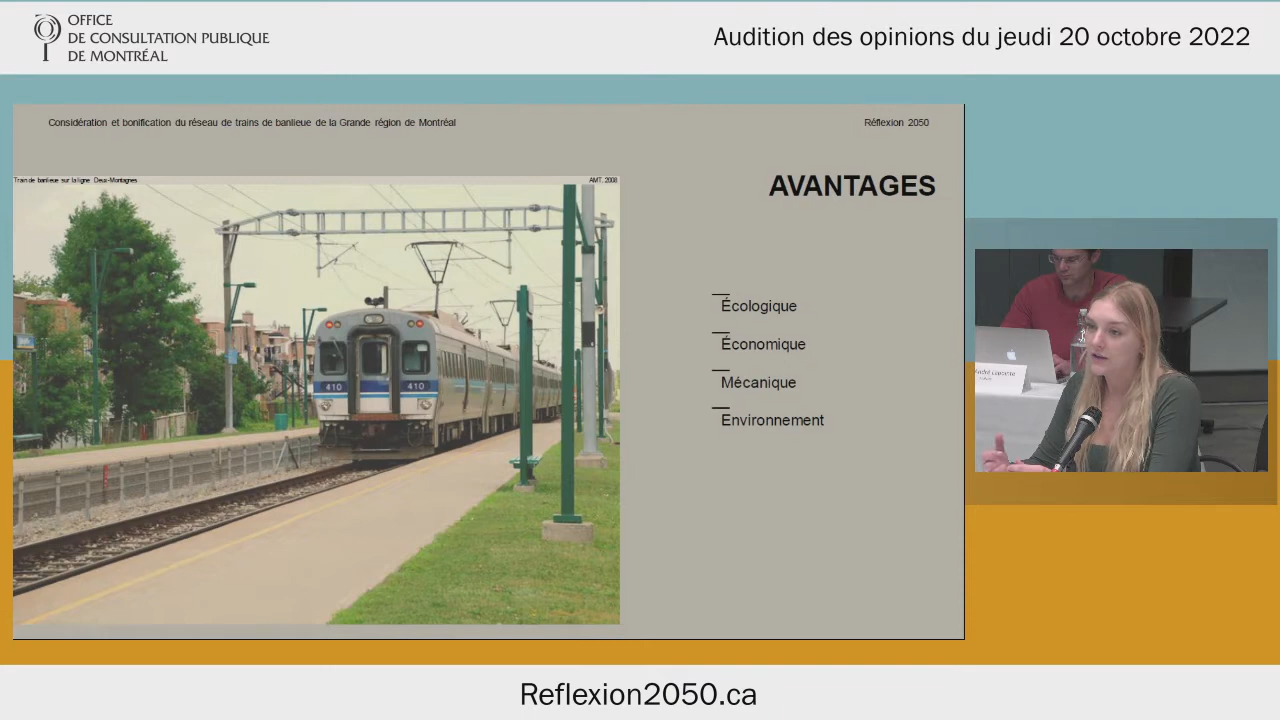 OFFICE
DE CONSULTATION PUBLIQUE
DE MONTRÉAL
Audition des opinions du jeudi 20 octobre 2022
Considération et bonification du réseau de trains de banlieue de la Grande région de Montréal
Réflexion 2050
Train de banlieue sur la ligne Deux-Montagnes
AMT, 2008
AVANTAGES
Écologique
Économique
Mécanique
Environnement
410
410
André Lapointe
Reflexion2050.ca